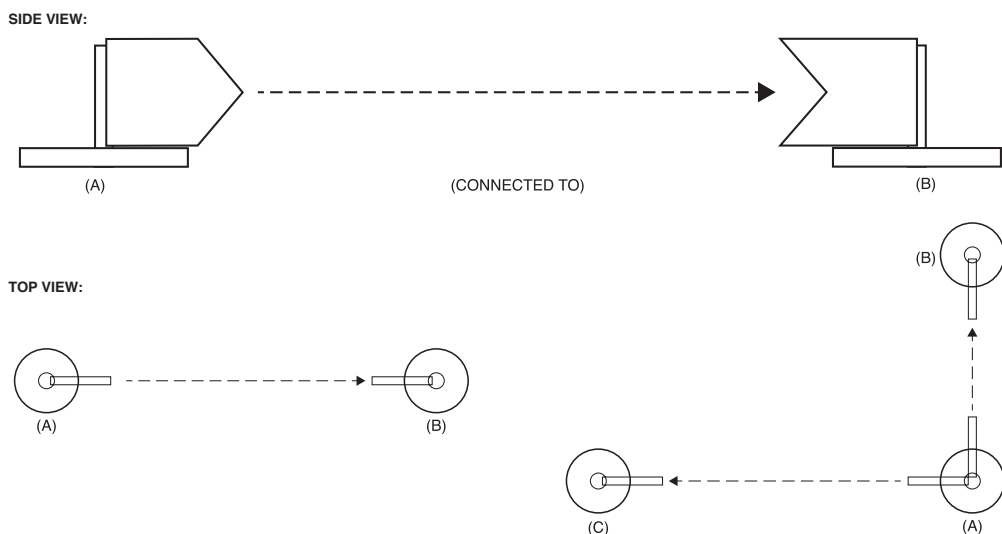 SIDE VIEW:
(A)
(CONNECTED TO)
(B)
(B)
TOP VIEW:
(A)
(B)
(C)
(A)